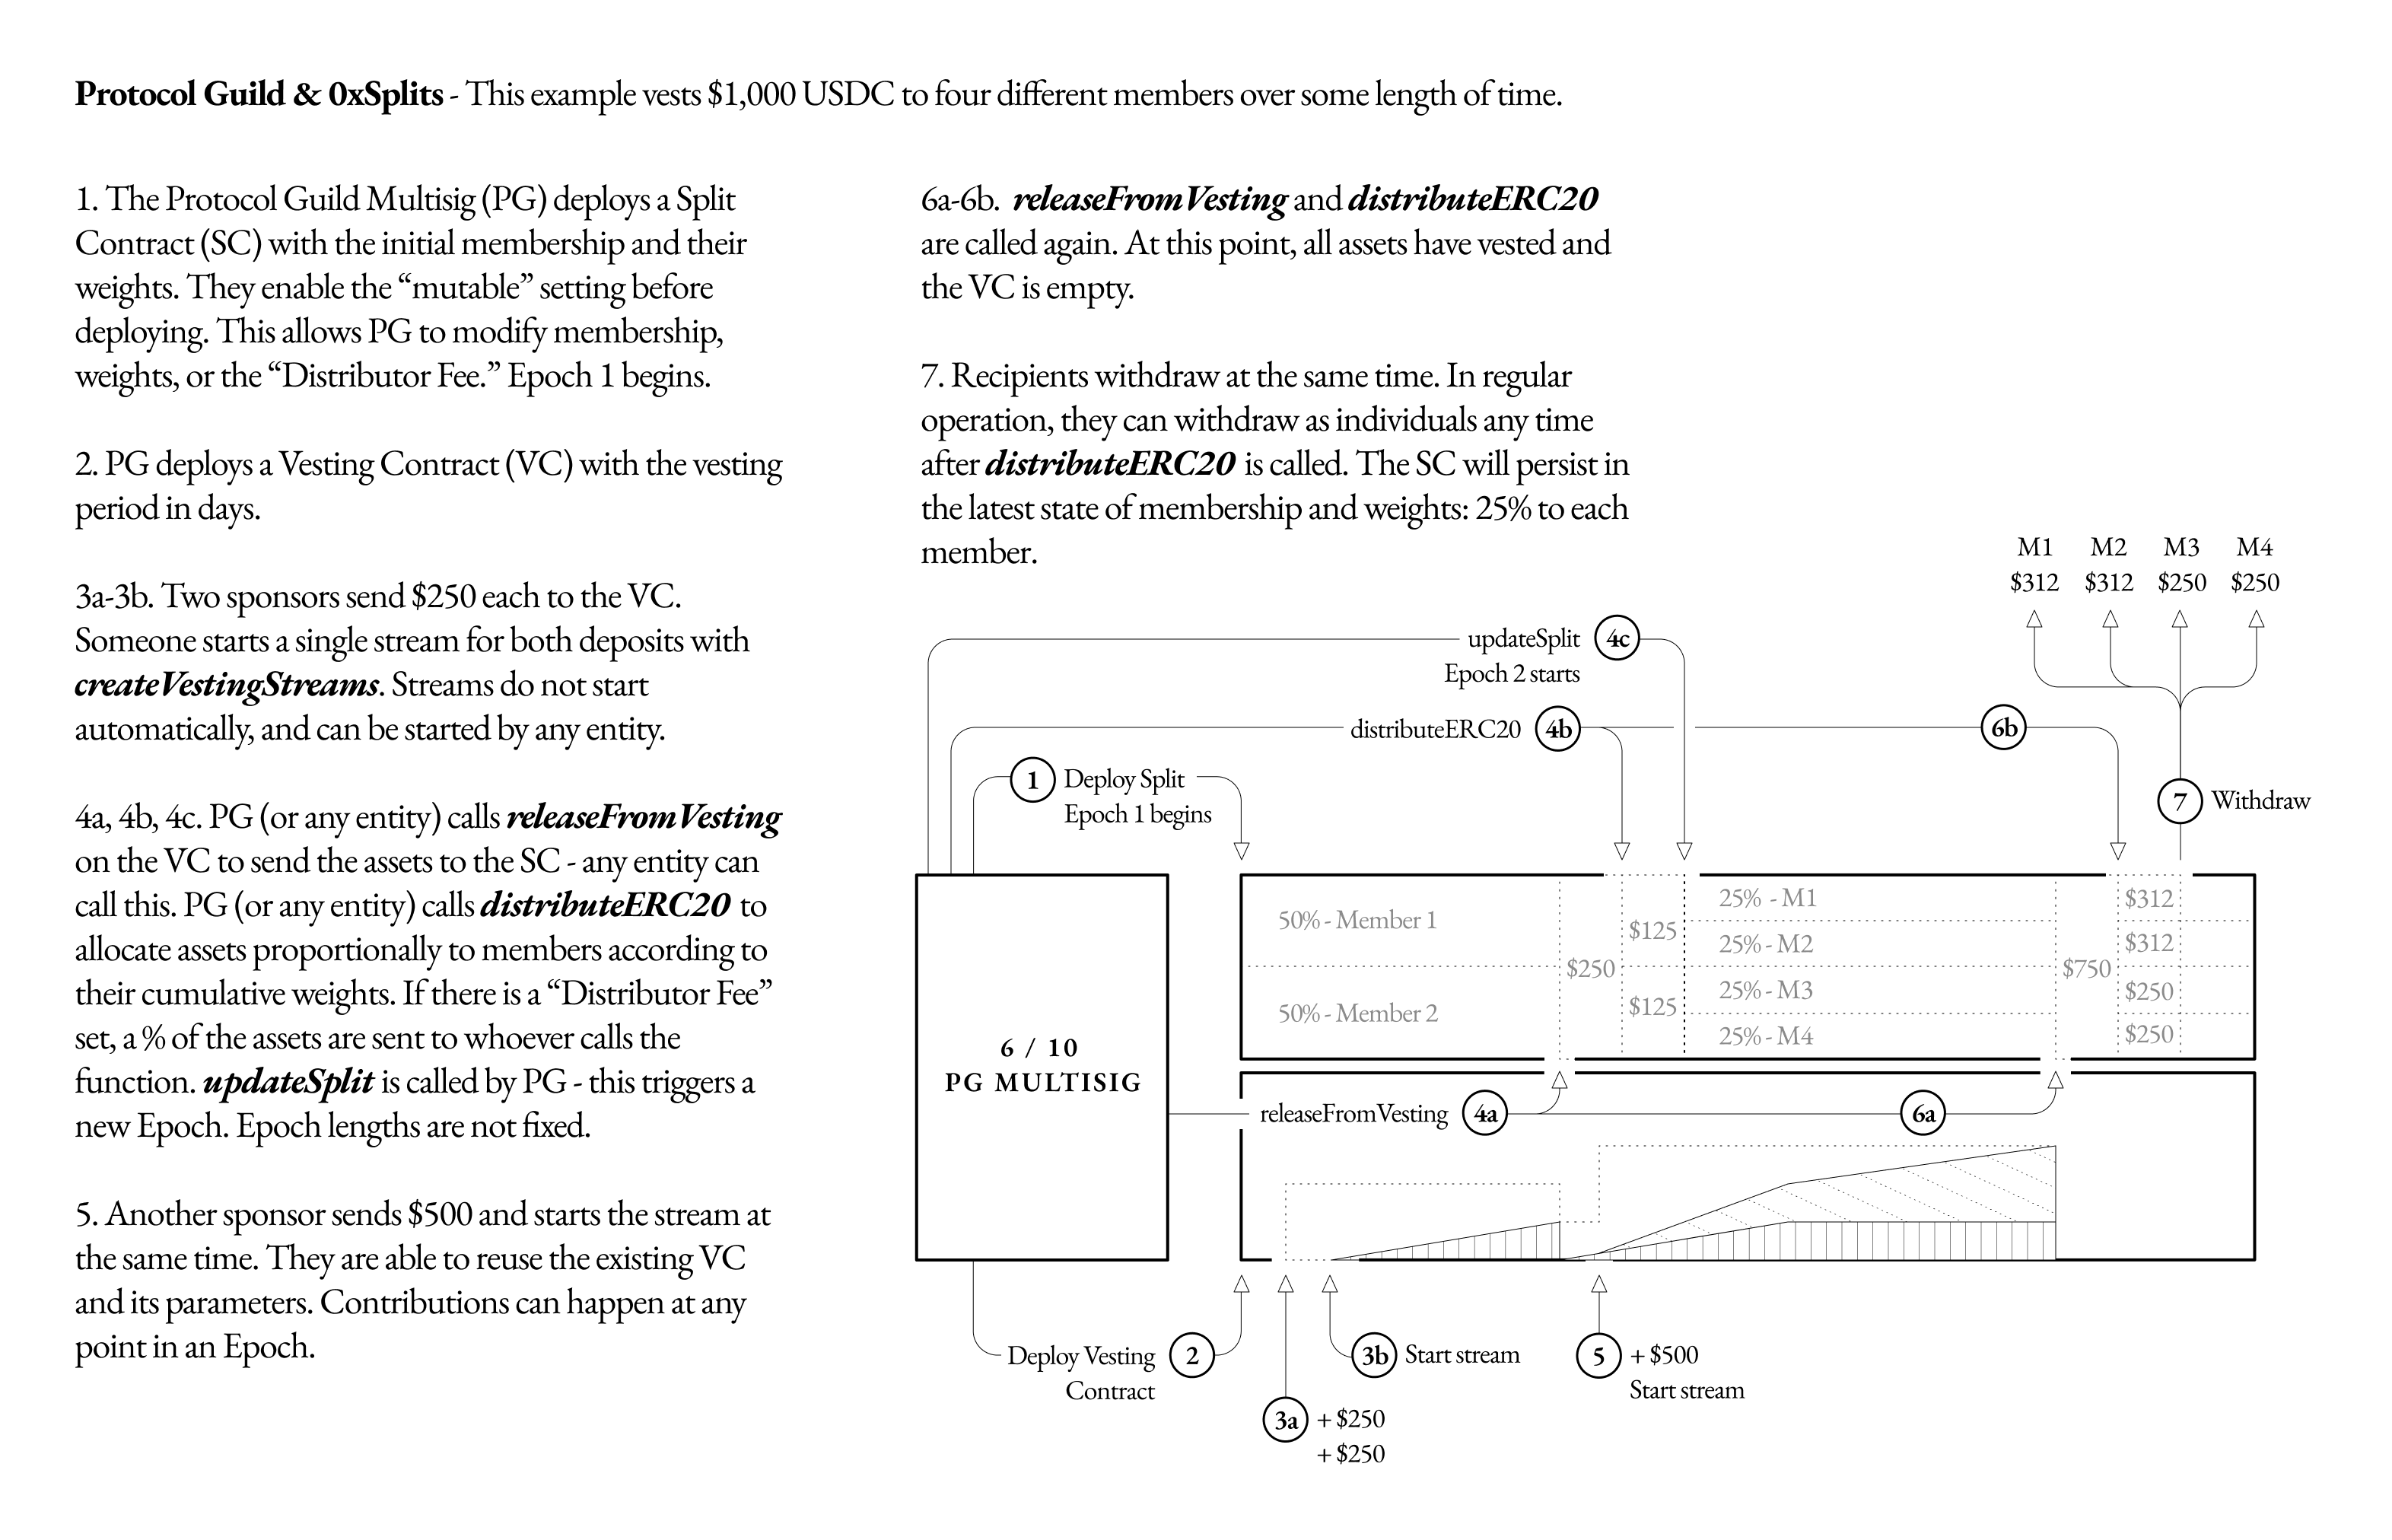 Protocol Guild & 0xSplits - This example vests $1,000 USDC to four different members over some length of time.
1. The Protocol Guild Multisig (PG) deploys a Split
Contract (SC) with the initial membership and their
weights. They enable the “mutable” setting before
deploying. This allows PG to modify membership,
weights, or the “Distributor Fee.” Epoch 1 begins.
2. PG deploys a Vesting Contract (VC) with the vesting
period in days.
3a-3b. Two sponsors send $250 each to the VC.
Someone starts a single stream for both deposits with
createVestingStreams. Streams do not start
automatically, and can be started by any entity.
4a, 4b, 4c. PG (or any entity) calls releaseFromVesting
on the VC to send the assets to the SC - any entity can
call this. PG (or any entity) calls distributeERC20 to
allocate assets proportionally to members according to
their cumulative weights. If there is a “Distributor Fee”
set, a % of the assets are sent to whoever calls the
function. updateSplit is called by PG - this triggers a
new Epoch. Epoch lengths are not fixed.
5. Another sponsor sends $500 and starts the stream at
the same time. They are able to reuse the existing VC
and its parameters. Contributions can happen at any
point in an Epoch.
6a-6b. releaseFromVesting and distributeERC20
are called again. At this point, all assets have vested and
the VC is empty.
7. Recipients withdraw at the same time. In regular
operation, they can withdraw as individuals any time
after distributeERC20 is called. The SC will persist in
the latest state of membership and weights: 25% to each
member.
M1 M2 M3 M4
$312 $312 $250 $250
updateSplit 4c
Epoch 2 starts
distributeERC20 4b
6b
1 Deploy Split
Epoch 1 begins
7 Withdraw
50% - Member 1
50% - Member 2
$250
$125
$125
25% - M1
25% - M2
25% - M3
25% - M4
$750
$312
$312
$250
$250
6 / 10
PG MULTISIG
releaseFromVesting 4a
6a
Deploy Vesting 2
Contract
3b Start stream
5 + $500
Start stream
3a + $250
+ $250